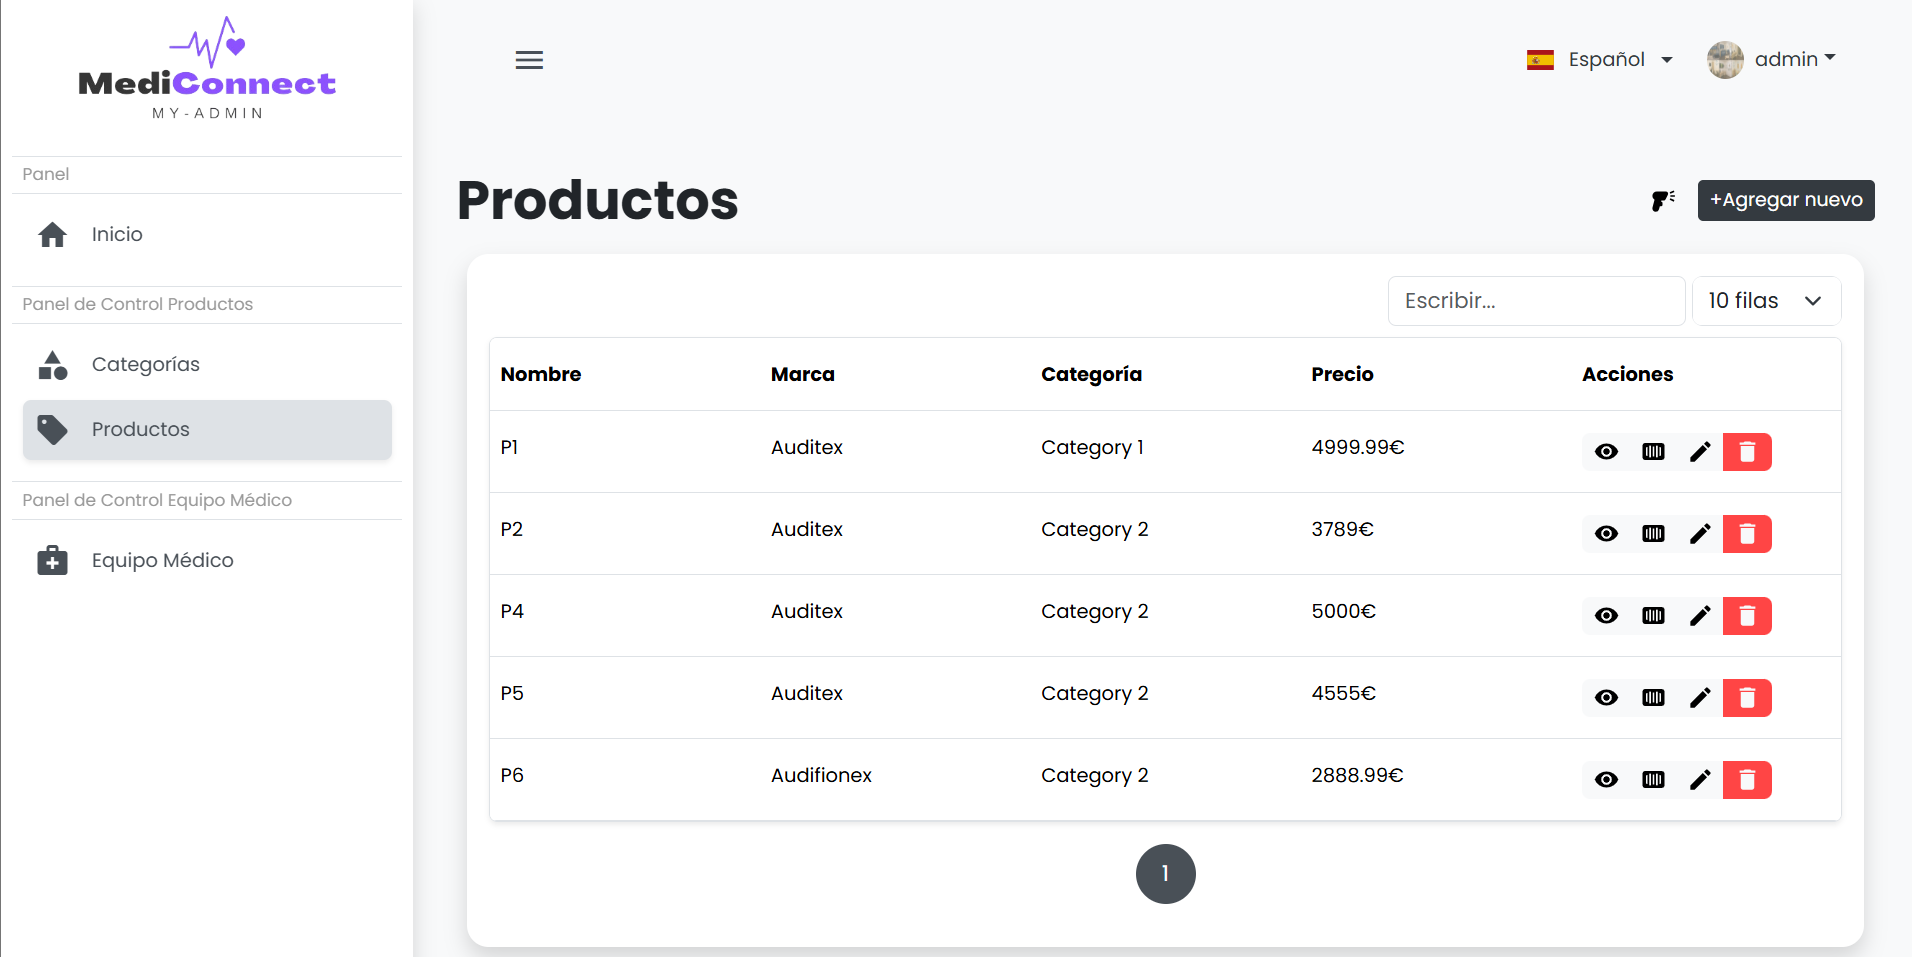 MediConnect
MY-ADMIN
Español
admin
Panel
Inicio
Panel de Control Productos
Categorías
Productos
Panel de Control Equipo Médico
Equipo Médico
Productos
+Agregar nuevo
Escribir...
10 filas
Nombre Marca Categoría Precio Acciones
P1 Auditex Category 1 4999.99€
P2 Auditex Category 2 3789€
P4 Auditex Category 2 5000€
P5 Auditex Category 2 4555€
P6 Audifionex Category 2 2888.99€
1